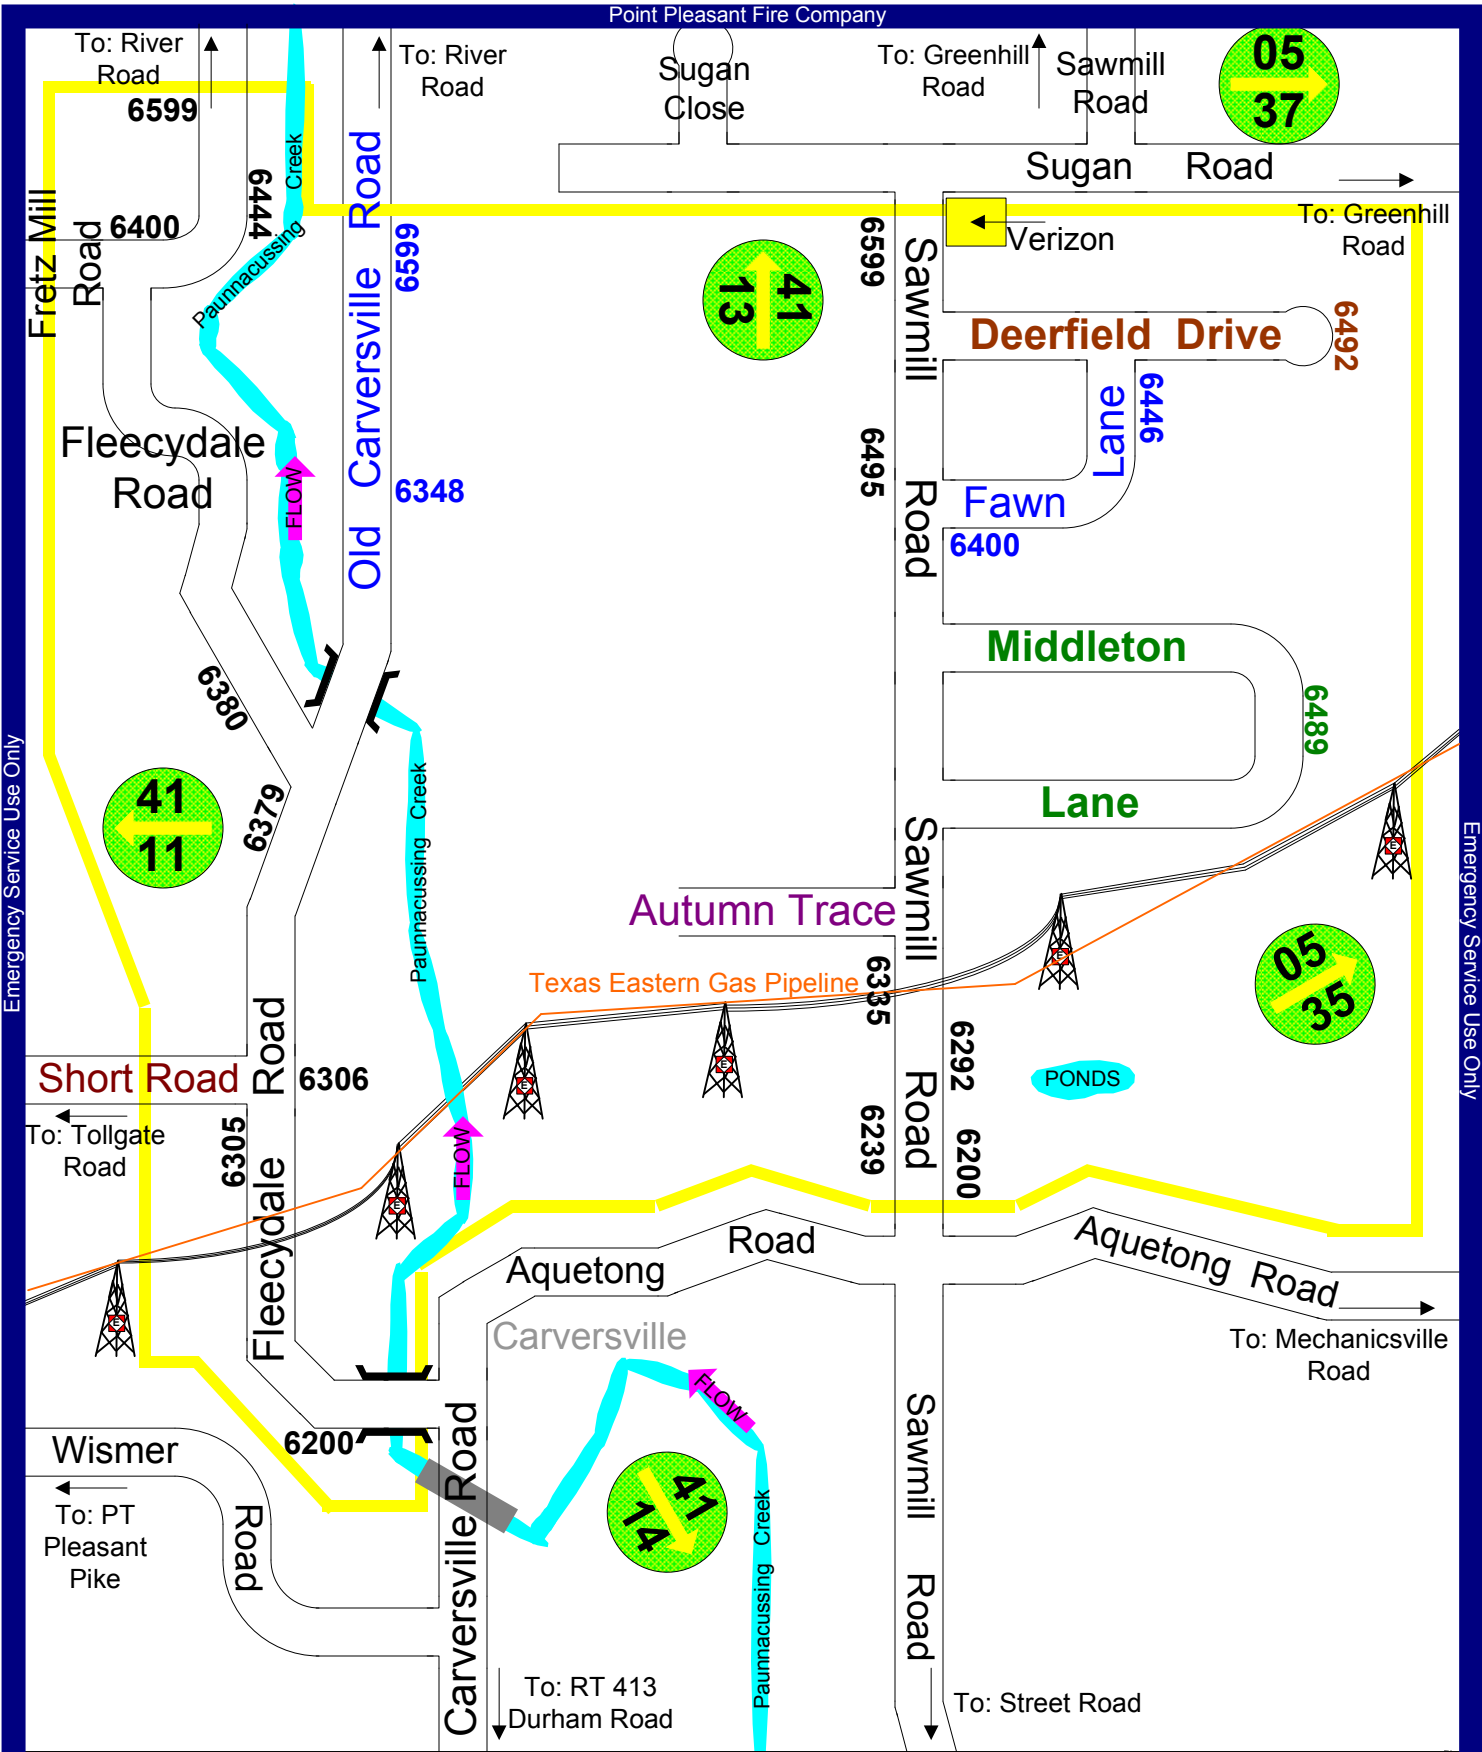 Point Pleasant Fire Company
To: River
Road
6599
To: River
Road
Sugan
Close
To: Greenhill
Road
Sawmill
Road
05
37
Sugan Road
To: Greenhill
Road
Verizon
Fretz Mill
Road
6400
6444
Creek
Paunnacussing
Old Carversville Road
6599
6348
41
13
6599
Sawmill
Road
6495
Deerfield Drive
6492
Lane
6446
Fawn
6400
Fleecydale
Road
FLOW
Middleton
6489
Lane
6380
6379
41
11
Emergency Service Use Only
Emergency Service Use Only
Paunnacussing Creek
Autumn Trace
Sawmill
Road
6335
Texas Eastern Gas Pipeline
05
35
E
E
E
E
E
E
PONDS
6292
6239
6200
Short Road
To: Tollgate
Road
Fleecydale Road
6306
6305
FLOW
Aquetong
Road
Aquetong Road
To: Mechanicsville
Road
Carversville
FLOW
6200
Wismer
Road
To: PT
Pleasant
Pike
Carversville Road
41
14
Paunnacussing Creek
Sawmill
Road
To: RT 413
Durham Road
To: Street Road